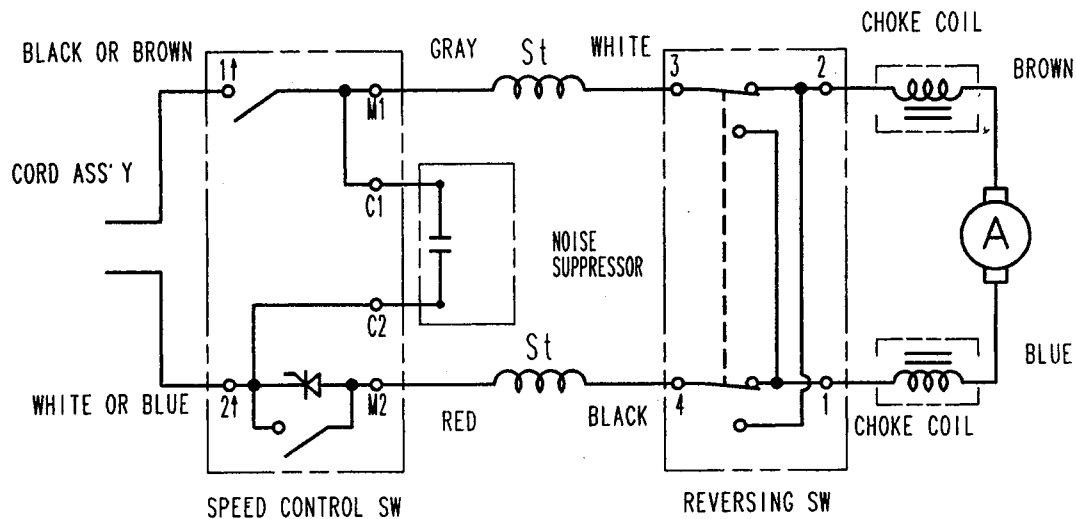 CHOKE COIL
BLACK OR BROWN
GRAY
St
WHITE
BROWN
1↑
3
2
M1
CORD ASS'Y
C1
A
NOISE
SUPPRESSOR
C2
St
BLUE
WHITE OR BLUE
2↑
M2
RED
BLACK
4
1
CHOKE COIL
SPEED CONTROL SW
REVERSING SW